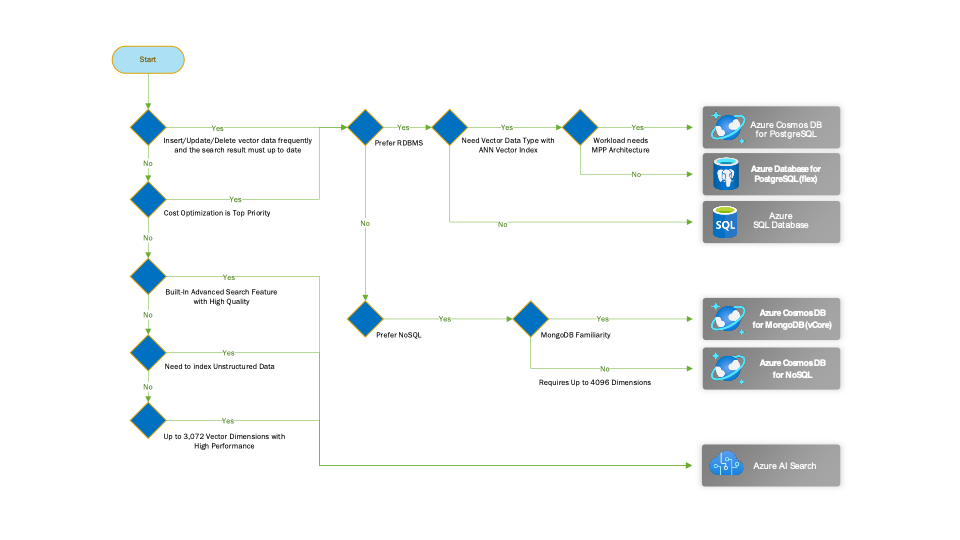 Start
Yes
Insert/Update/Delete vector data frequently
and the search result must up to date
Yes
Prefer RDBMS
Yes
Need Vector Data Type with
ANN Vector Index
Yes
Workload needs
MPP Architecture
Azure Cosmos DB
for PostgreSQL
No
No
Azure Database for
PostgreSQL (flex)
Yes
Cost Optimization is Top Priority
No
No
SQL
Azure
SQL Database
No
Yes
Built-In Advanced Search Feature
with High Quality
No
Yes
Prefer NoSQL
Yes
MongoDB Familiarity
Azure Cosmos DB
for MongoDB (vCore)
Yes
Need to index Unstructured Data
No
Requires Up to 4096 Dimensions
Azure Cosmos DB
for NoSQL
No
Yes
Up to 3,072 Vector Dimensions with
High Performance
Azure AI Search